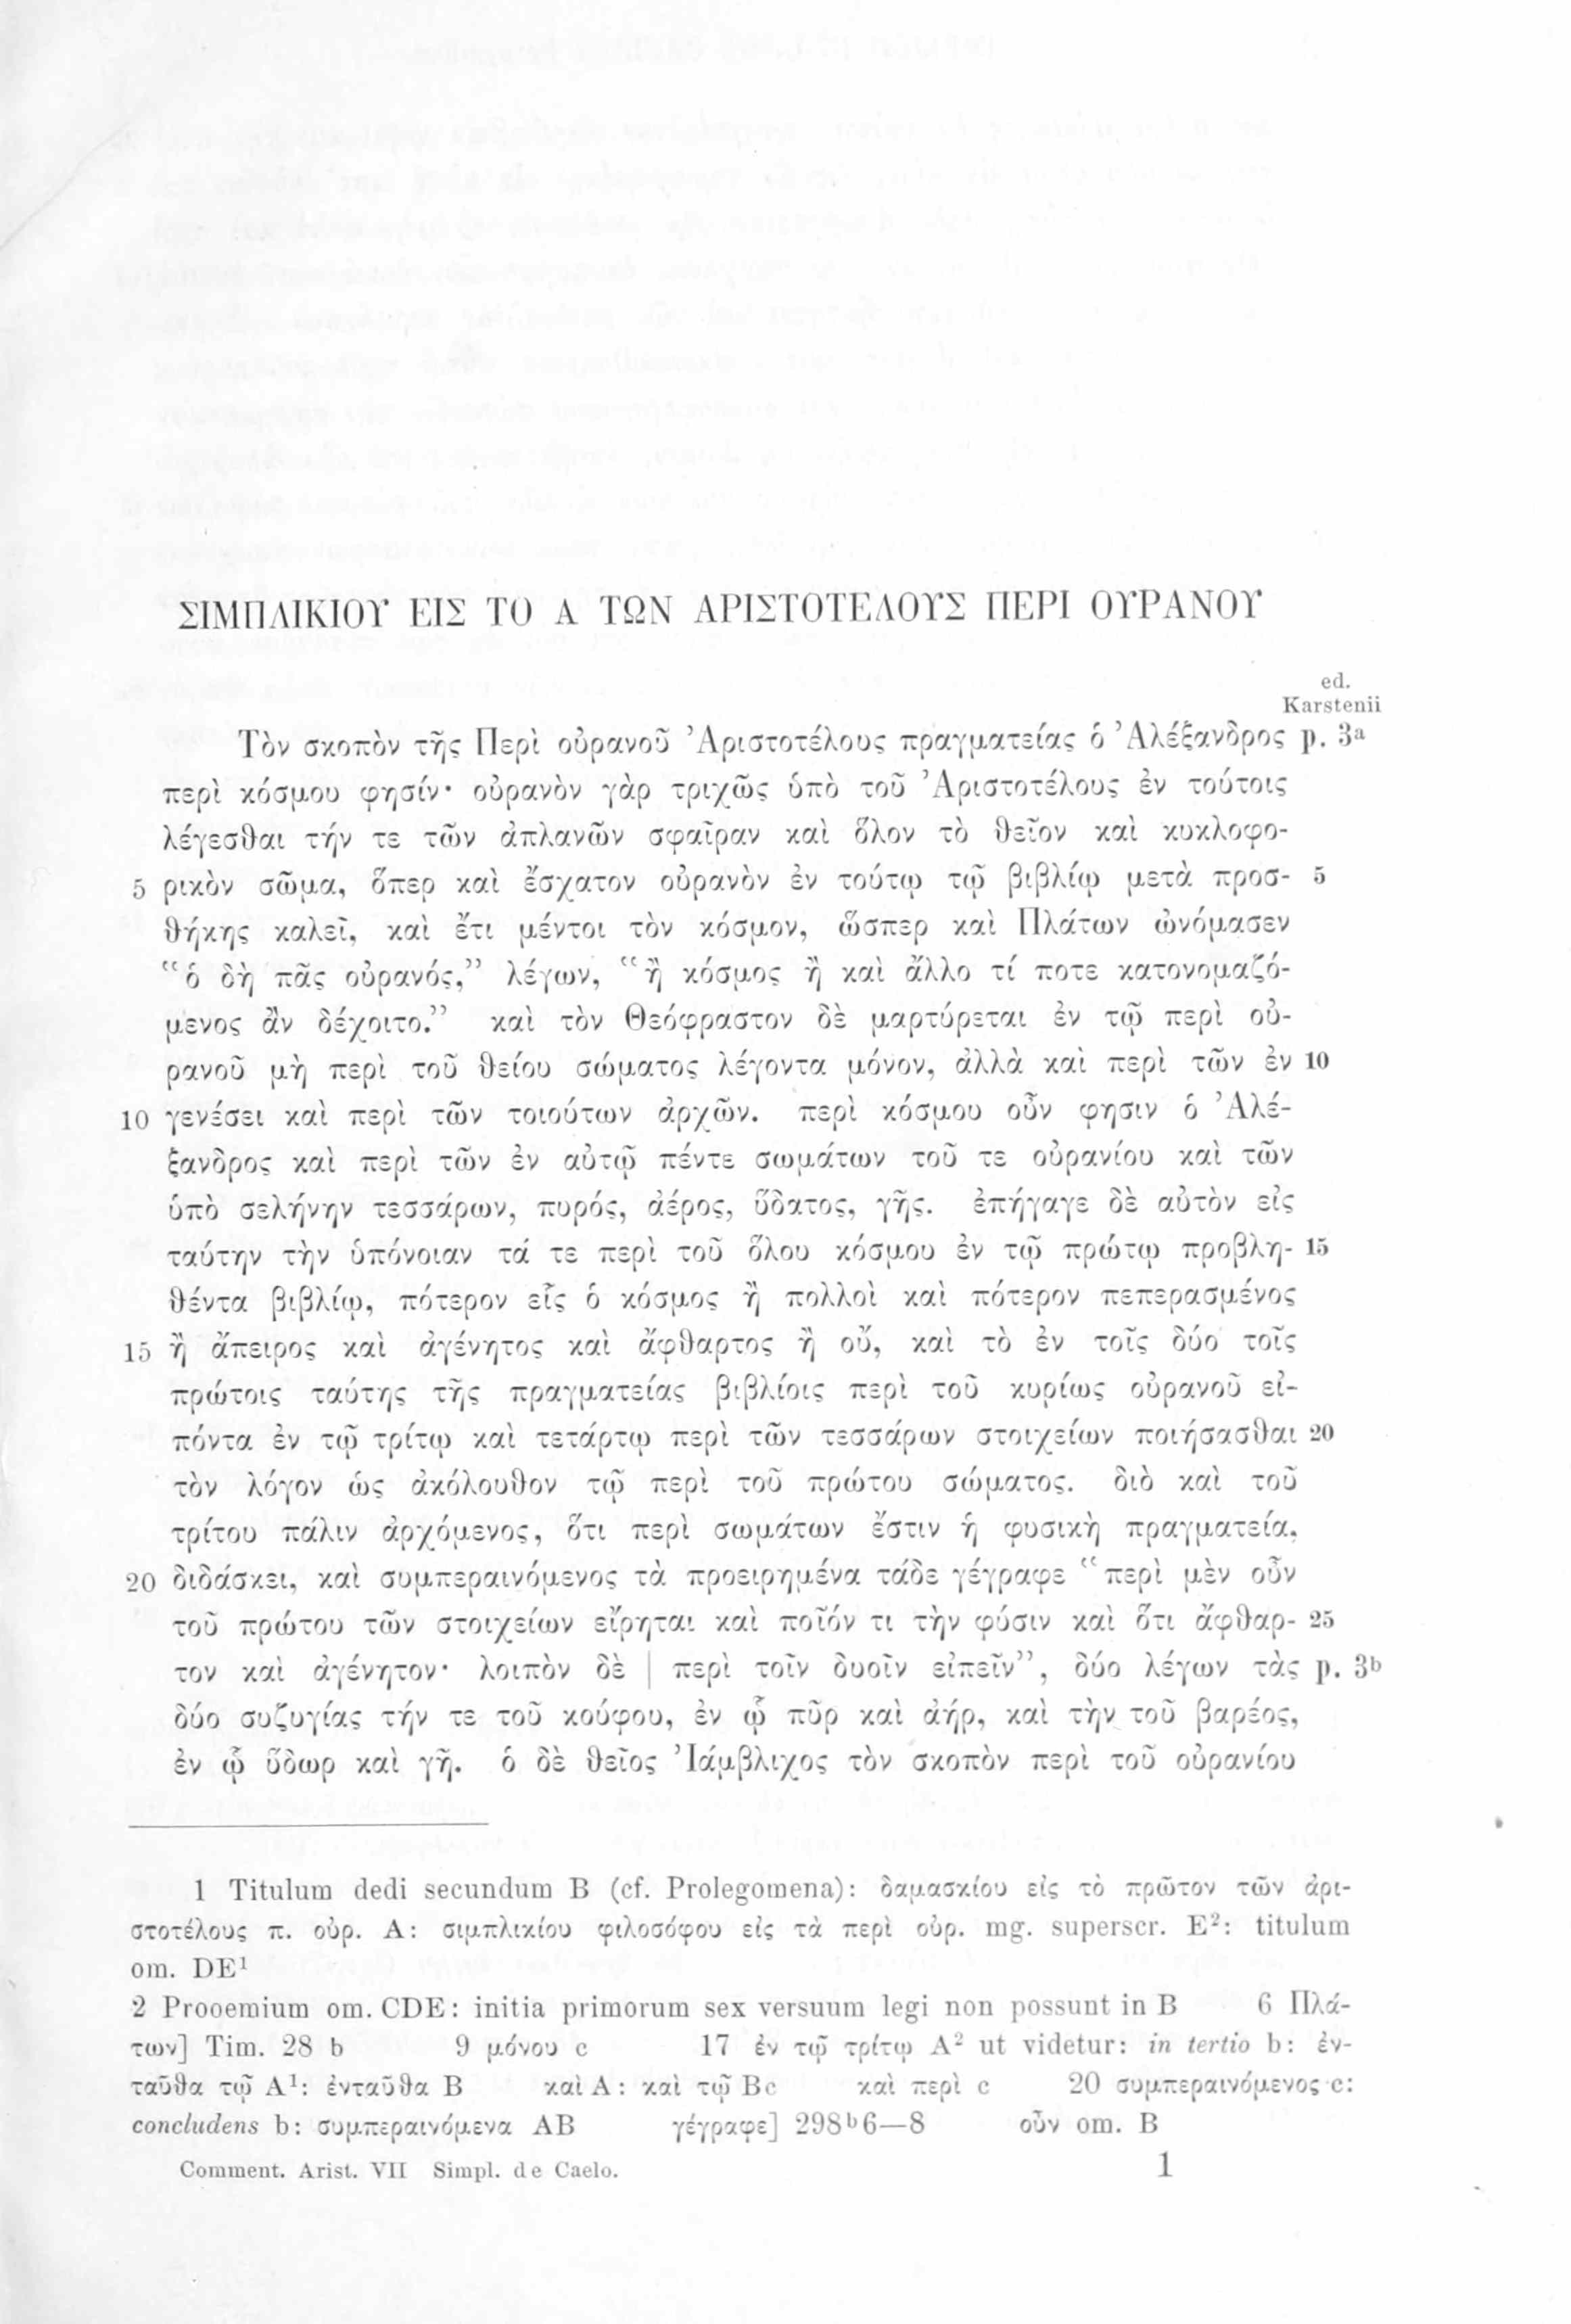 ΣΙΜΠΛΙΚΙΟΥ ΕΙΣ ΤΟ Α ΤΩΝ ΑΡΙΣΤΟΤΕΛΟΥΣ ΠΕΡΙ ΟΥΡΑΝΟΥ
ed.
Karstenii
Τὸν σκοπὸν τῆς Περὶ οὐρανοῦ Ἀριστοτέλους πραγματείας ὁ Ἀλέξανδρος p. 3a
περὶ κόσμου φησίν· οὐρανὸν γὰρ τριχῶς ὑπὸ τοῦ Ἀριστοτέλους ἐν τούτοις
λέγεσθαι τήν τε τῶν ἀπλανῶν σφαῖραν καὶ ὅλον τὸ θεῖον καὶ κυκλοφο-
5 ρικὸν σῶμα, ὅπερ καὶ ἔσχατον οὐρανὸν ἐν τούτῳ τῷ βιβλίῳ μετὰ προσ- 5
θήκης καλεῖ, καὶ ἔτι μέντοι τὸν κόσμον, ὥσπερ καὶ Πλάτων ὠνόμασεν
“ὁ δὴ πᾶς οὐρανός,” λέγων, “ἢ κόσμος ἢ καὶ ἄλλο τί ποτε κατονομαζό-
μενος ἂν δέχοιτο.” καὶ τὸν Θεόφραστον δὲ μαρτύρεται ἐν τῷ περὶ οὐ-
ρανοῦ μὴ περὶ τοῦ θείου σώματος λέγοντα μόνον, ἀλλὰ καὶ περὶ τῶν ἐν 10
10 γενέσει καὶ περὶ τῶν τοιούτων ἀρχῶν. περὶ κόσμου οὖν φησιν ὁ Ἀλέ-
ξανδρος καὶ περὶ τῶν ἐν αὐτῷ πέντε σωμάτων τοῦ τε οὐρανίου καὶ τῶν
ὑπὸ σελήνην τεσσάρων, πυρός, ἀέρος, ὕδατος, γῆς. ἐπήγαγε δὲ αὐτὸν εἰς
ταύτην τὴν ὑπόνοιαν τά τε περὶ τοῦ ὅλου κόσμου ἐν τῷ πρώτῳ προβλη- 15
θέντα βιβλίῳ, πότερον εἷς ὁ κόσμος ἢ πολλοὶ καὶ πότερον πεπερασμένος
15 ἢ ἄπειρος καὶ ἀγένητος καὶ ἄφθαρτος ἢ οὔ, καὶ τὸ ἐν τοῖς δύο τοῖς
πρώτοις ταύτης τῆς πραγματείας βιβλίοις περὶ τοῦ κυρίως οὐρανοῦ εἰ-
πόντα ἐν τῷ τρίτῳ καὶ τετάρτῳ περὶ τῶν τεσσάρων στοιχείων ποιήσασθαι 20
τὸν λόγον ὡς ἀκόλουθον τῷ περὶ τοῦ πρώτου σώματος. διὸ καὶ τοῦ
τρίτου πάλιν ἀρχόμενος, ὅτι περὶ σωμάτων ἔστιν ἡ φυσικὴ πραγματεία,
20 διδάσκει, καὶ συμπεραινόμενος τὰ προειρημένα τάδε γέγραφε “περὶ μὲν οὖν
τοῦ πρώτου τῶν στοιχείων εἴρηται καὶ ποῖόν τι τὴν φύσιν καὶ ὅτι ἄφθαρ- 25
τον καὶ ἀγένητον· λοιπὸν δὲ | περὶ τοῖν δυοῖν εἰπεῖν”, δύο λέγων τὰς p. 3b
δύο συζυγίας τήν τε τοῦ κούφου, ἐν ᾧ πῦρ καὶ ἀήρ, καὶ τὴν τοῦ βαρέος,
ἐν ᾧ ὕδωρ καὶ γῆ. ὁ δὲ θεῖος Ἰάμβλιχος τὸν σκοπὸν περὶ τοῦ οὐρανίου
1 Titulum dedi secundum B (cf. Prolegomena): δαμασκίου εἰς τὸ πρῶτον τῶν ἀρι-
στοτέλους π. οὐρ. A: σιμπλικίου φιλοσόφου εἰς τὰ περὶ οὐρ. mg. superscr. E²: titulum
om. DE¹
2 Prooemium om. CDE: initia primorum sex versuum legi non possunt in B 6 Πλά-
των] Tim. 28 b 9 μόνου c 17 ἐν τῷ τρίτῳ A² ut videtur: in tertio b: ἐν-
ταῦθα τῷ A¹: ἐνταῦθα B καὶ A: καὶ τῷ Bc καὶ περὶ c 20 συμπεραινόμενος c:
concludens b: συμπεραινόμενα AB γέγραφε] 298b6—8 οὖν om. B
Comment. Arist. VII Simpl. de Caelo. 1